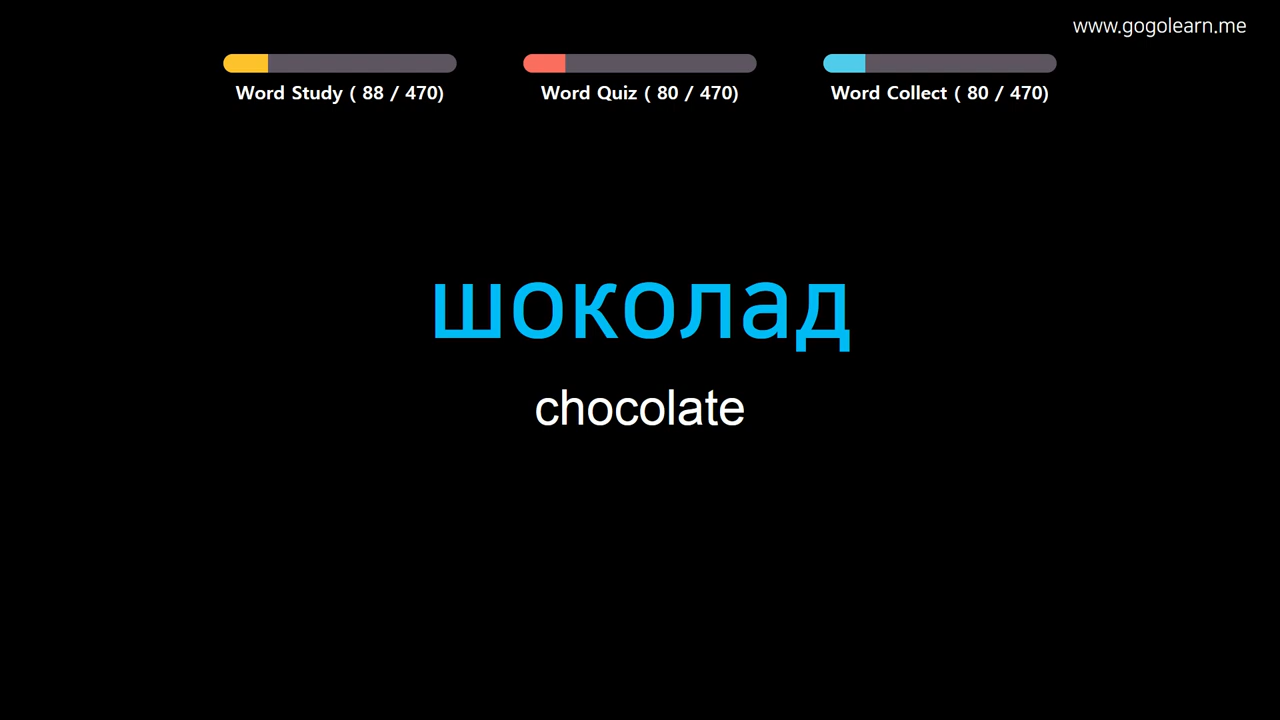 www.gogolearn.me
Word Study ( 88 / 470)
Word Quiz ( 80 / 470)
Word Collect ( 80 / 470)
шоколад
chocolate